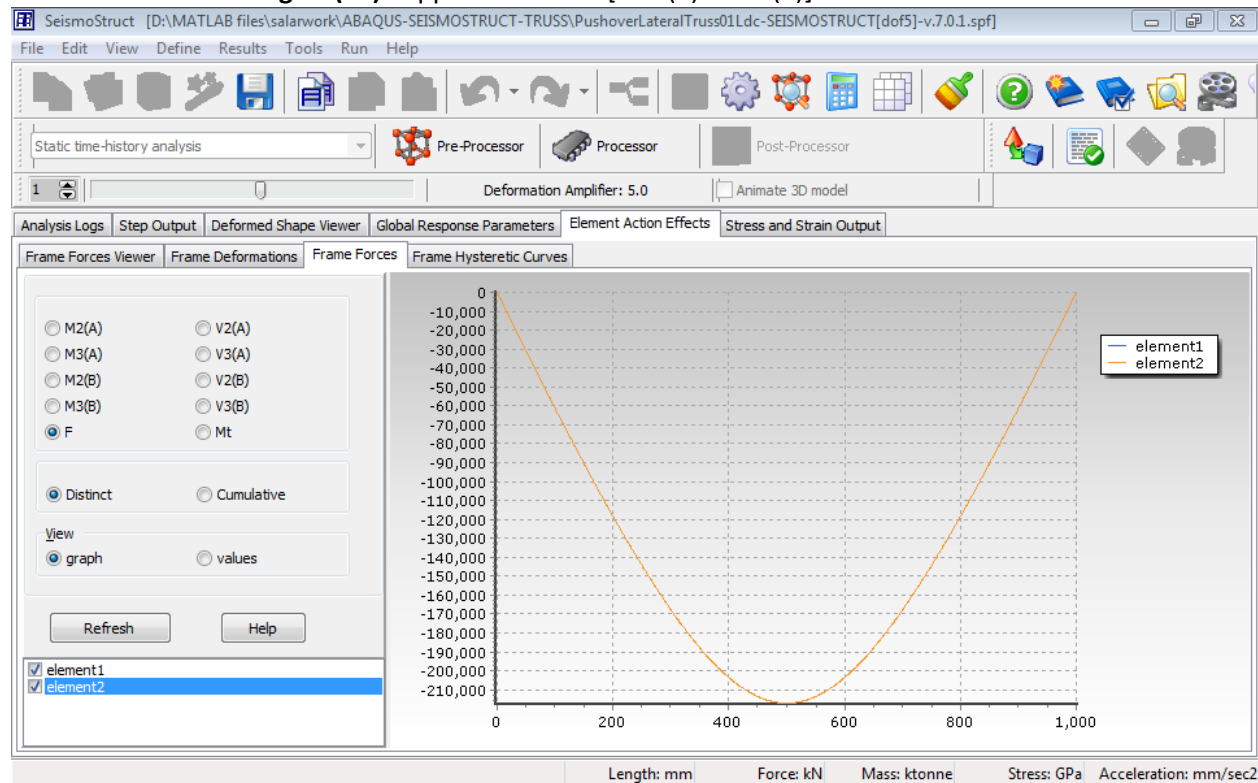 SeismoStruct [D:\MATLAB files\salarwork\ABAQUS-SEISMOSTRUCT-TRUSS\PushoverLateralTruss01Ldc-SEISMOSTRUCT[dof5]-v.7.0.1.spf]
File Edit View Define Results Tools Run Help
Static time-history analysis Pre-Processor Processor Post-Processor
1 Deformation Amplifier: 5.0 Animate 3D model
Analysis Logs Step Output Deformed Shape Viewer Global Response Parameters Element Action Effects Stress and Strain Output
Frame Forces Viewer Frame Deformations Frame Forces Frame Hysteretic Curves
M2(A) V2(A)
M3(A) V3(A)
M2(B) V2(B)
M3(B) V3(B)
F Mt
Distinct Cumulative
View
graph values
Refresh Help
element1
element2
0
-10,000
-20,000
-30,000
-40,000
-50,000
-60,000
-70,000
-80,000
-90,000
-100,000
-110,000
-120,000
-130,000
-140,000
-150,000
-160,000
-170,000
-180,000
-190,000
-200,000
-210,000
0 200 400 600 800 1,000
element1
element2
Length: mm Force: kN Mass: ktonne Stress: GPa Acceleration: mm/sec2